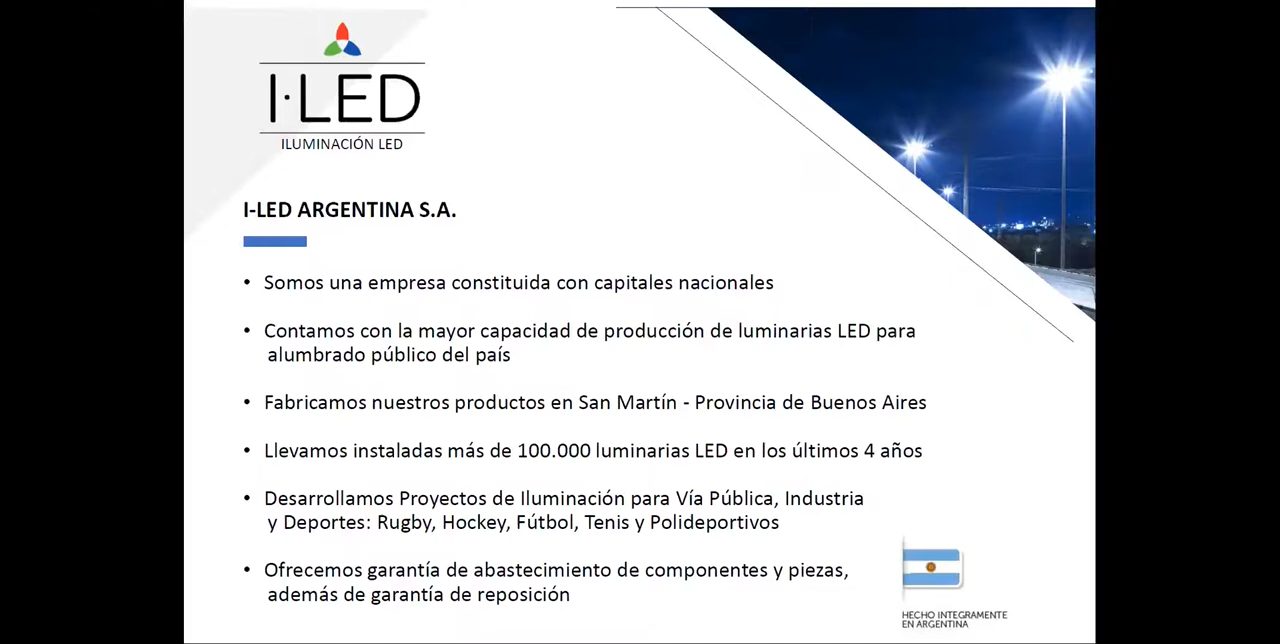 I·LED
ILUMINACIÓN LED
I-LED ARGENTINA S.A.
• Somos una empresa constituida con capitales nacionales
• Contamos con la mayor capacidad de producción de luminarias LED para
alumbrado público del país
• Fabricamos nuestros productos en San Martín - Provincia de Buenos Aires
• Llevamos instaladas más de 100.000 luminarias LED en los últimos 4 años
• Desarrollamos Proyectos de Iluminación para Vía Pública, Industria
y Deportes: Rugby, Hockey, Fútbol, Tenis y Polideportivos
• Ofrecemos garantía de abastecimiento de componentes y piezas,
además de garantía de reposición
HECHO INTEGRAMENTE
EN ARGENTINA